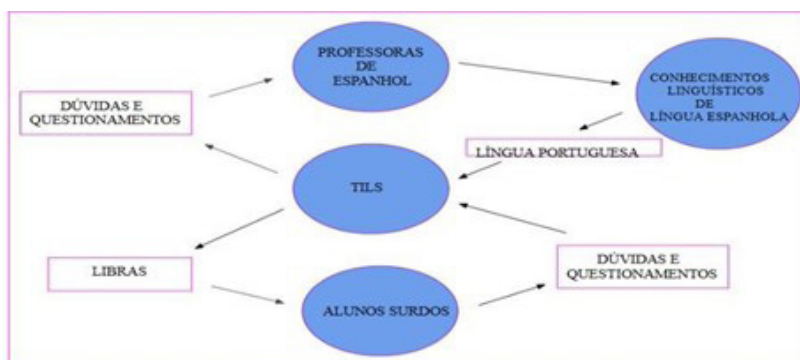 PROFESSORAS
DE
ESPANHOL
CONHECIMENTOS
LINGUÍSTICOS
DE
LÍNGUA ESPANHOLA
DÚVIDAS E
QUESTIONAMENTOS
LÍNGUA PORTUGUESA
TILS
LIBRAS
DÚVIDAS E
QUESTIONAMENTOS
ALUNOS SURDOS